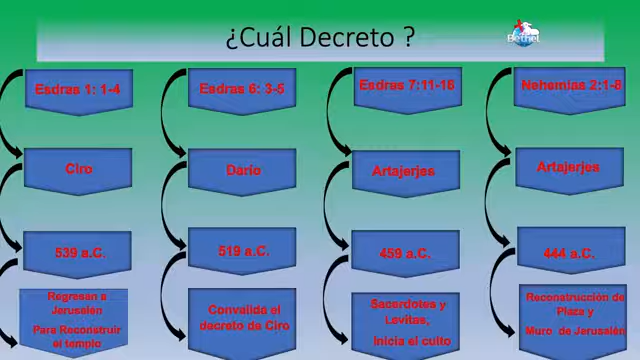 ¿Cuál Decreto ?
Bethel
Esdras 1: 1-4
Esdras 6: 3-5
Esdras 7:11-16
Nehemías 2:1-8
Ciro
Darío
Artajerjes
Artajerjes
539 a.C.
519 a.C.
459 a.C.
444 a.C.
Regresan a
Jerusalén
Para Reconstruir
el templo
Convalida el
decreto de Ciro
Sacerdotes y
Levitas,
Inicia el culto
Reconstrucción de
Plaza y
Muro de Jerusalén